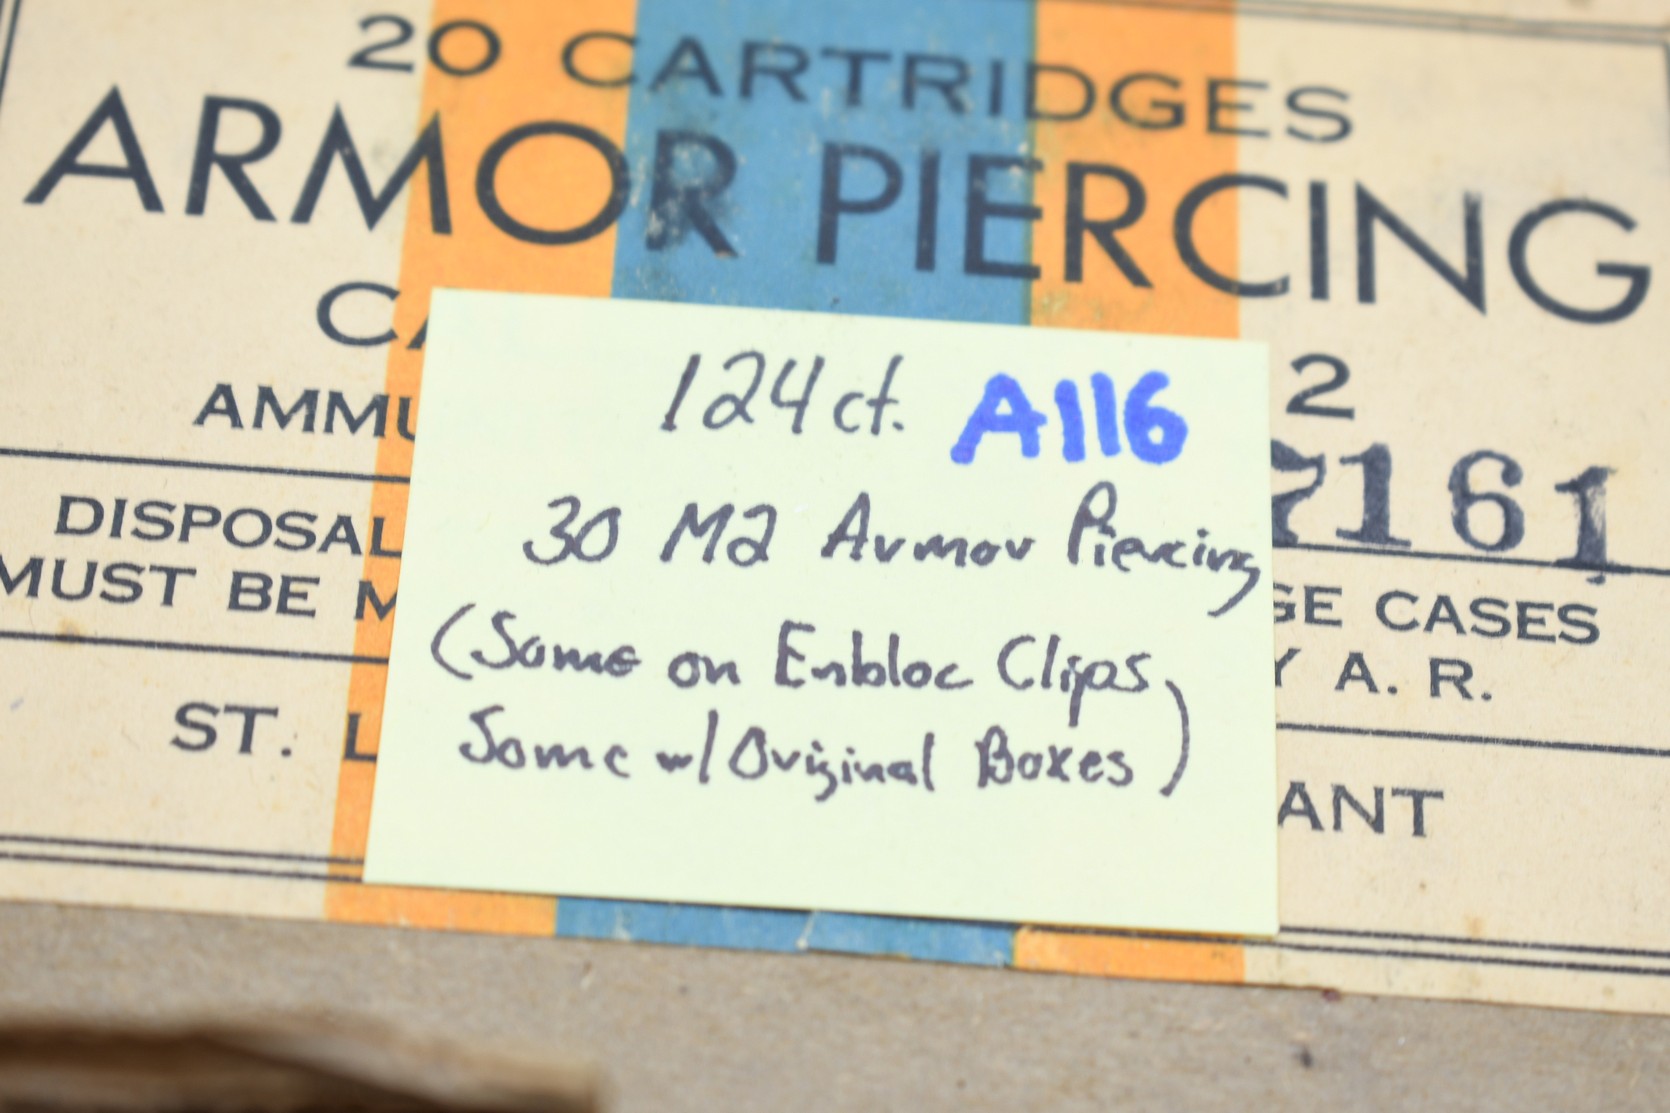 20 CARTRIDGES
ARMOR PIERCING
2
AMMU
7161
DISPOSAL
MUST BE M
GE CASES
Y A. R.
ST. L
ANT
124 ct. A116
30 M2 Armor Piercing
(Some on Enbloc Clips,
Some w/ Original Boxes)